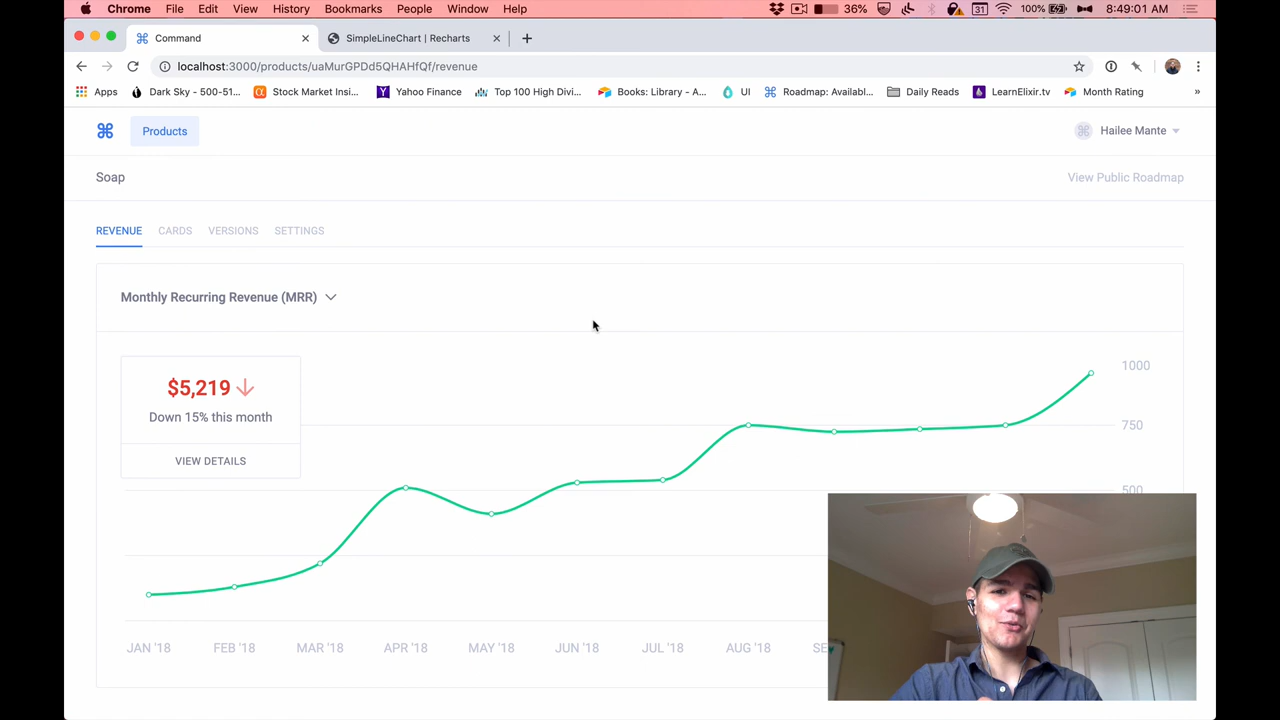 Chrome File Edit View History Bookmarks People Window Help 36% 31 100% 8:49:01 AM
Command SimpleLineChart | Recharts
localhost:3000/products/uaMurGPDd5QHAHfQf/revenue
Apps Dark Sky - 500-51... Stock Market Insi... Yahoo Finance Top 100 High Divi... Books: Library - A... UI Roadmap: Availabl... Daily Reads LearnElixir.tv Month Rating »
Products Hailee Mante
Soap View Public Roadmap
REVENUE CARDS VERSIONS SETTINGS
Monthly Recurring Revenue (MRR)
1000
$5,219
Down 15% this month
750
VIEW DETAILS
500
JAN '18 FEB '18 MAR '18 APR '18 MAY '18 JUN '18 JUL '18 AUG '18